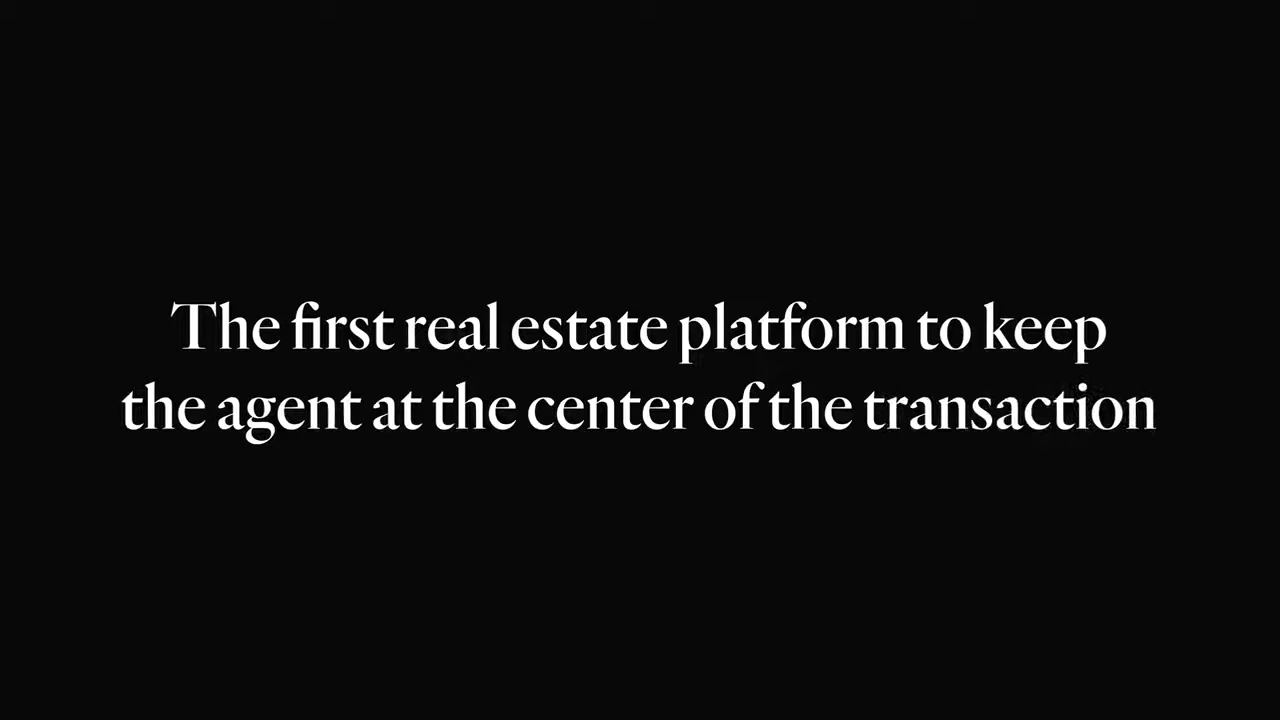 The first real estate platform to keep
the agent at the center of the transaction